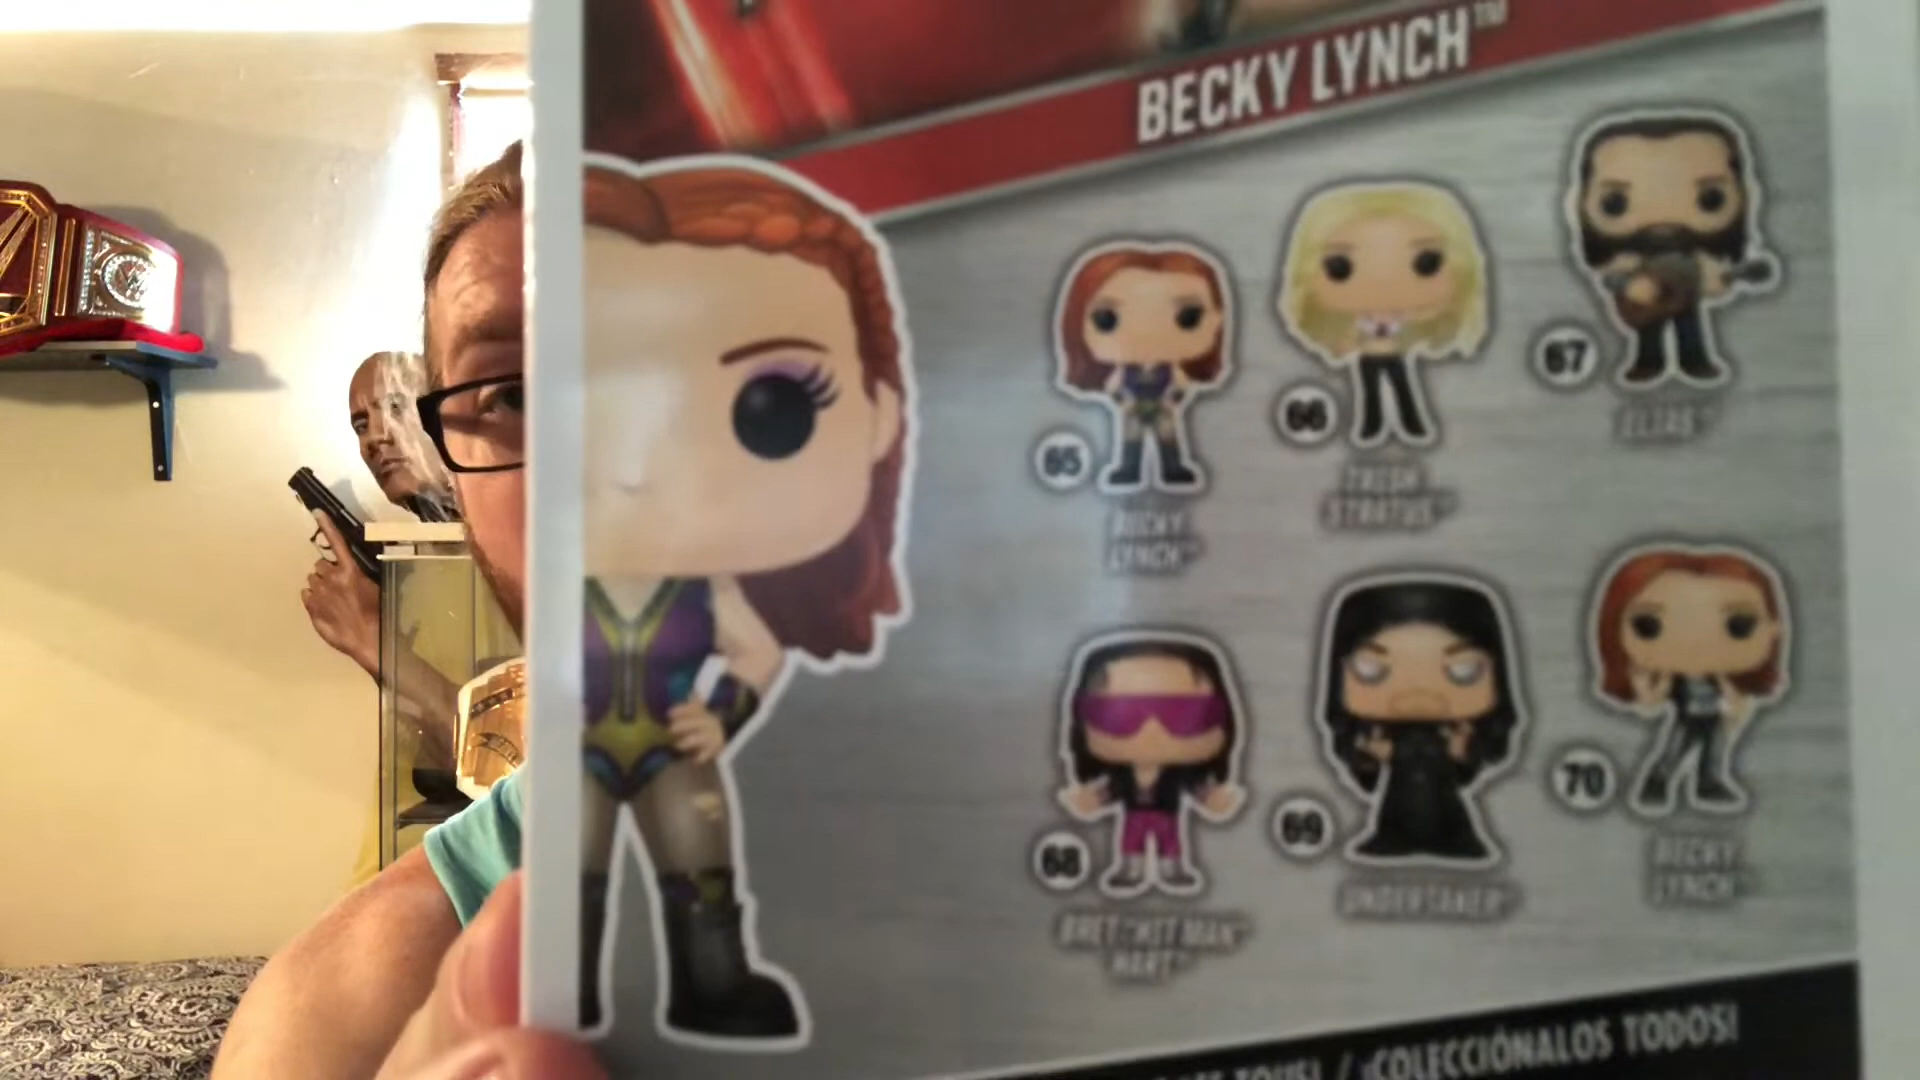 BECKY LYNCH™
65
BECKY
LYNCH™
66
TRISH
STRATUS™
67
ELIAS™
68
BRET "HIT MAN"
HART™
69
UNDERTAKER™
70
BECKY
LYNCH™
TOUS! / ¡COLECCIÓNALOS TODOS!